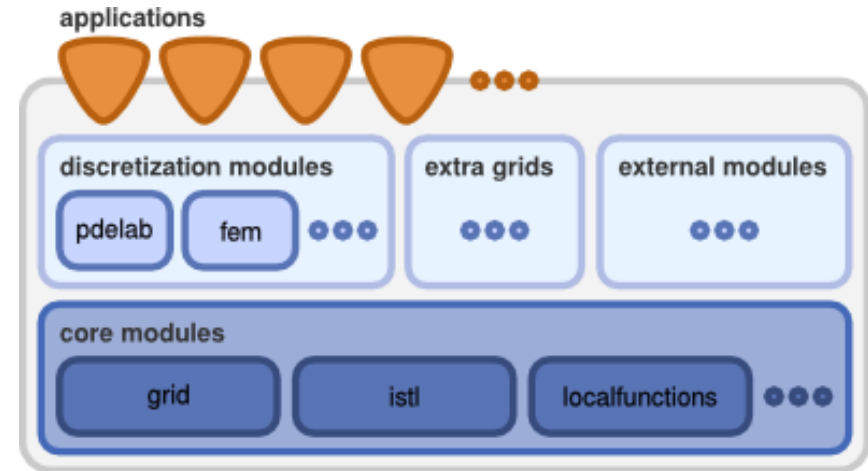 applications
discretization modules
extra grids
external modules
pdelab
fem
core modules
grid
istl
localfunctions